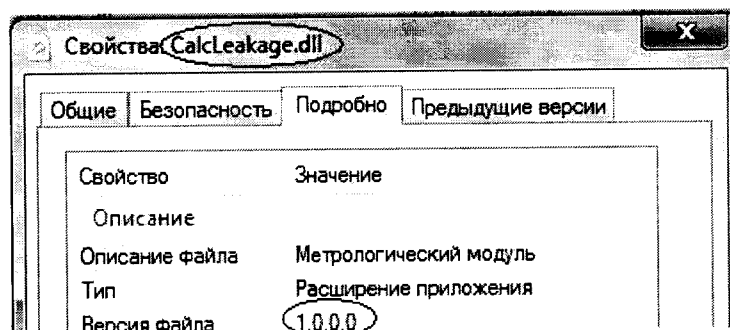 Свойства: CalcLeakage.dll
Общие Безопасность Подробно Предыдущие версии
Свойство Значение
Описание
Описание файла Метрологический модуль
Тип Расширение приложения
Версия файла 1.0.0.0